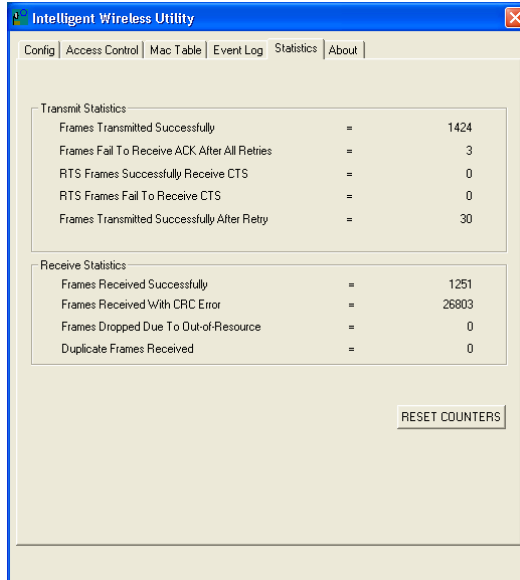 Intelligent Wireless Utility
Config Access Control Mac Table Event Log Statistics About
Transmit Statistics
Frames Transmitted Successfully = 1424
Frames Fail To Receive ACK After All Retries = 3
RTS Frames Successfully Receive CTS = 0
RTS Frames Fail To Receive CTS = 0
Frames Transmitted Successfully After Retry = 30
Receive Statistics
Frames Received Successfully = 1251
Frames Received With CRC Error = 26803
Frames Dropped Due To Out-of-Resource = 0
Duplicate Frames Received = 0
RESET COUNTERS